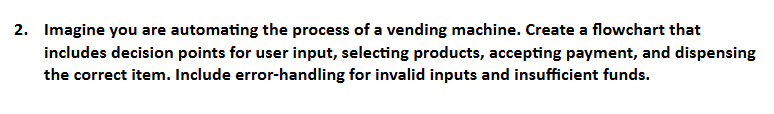 2. Imagine you are automating the process of a vending machine. Create a flowchart that
includes decision points for user input, selecting products, accepting payment, and dispensing
the correct item. Include error-handling for invalid inputs and insufficient funds.